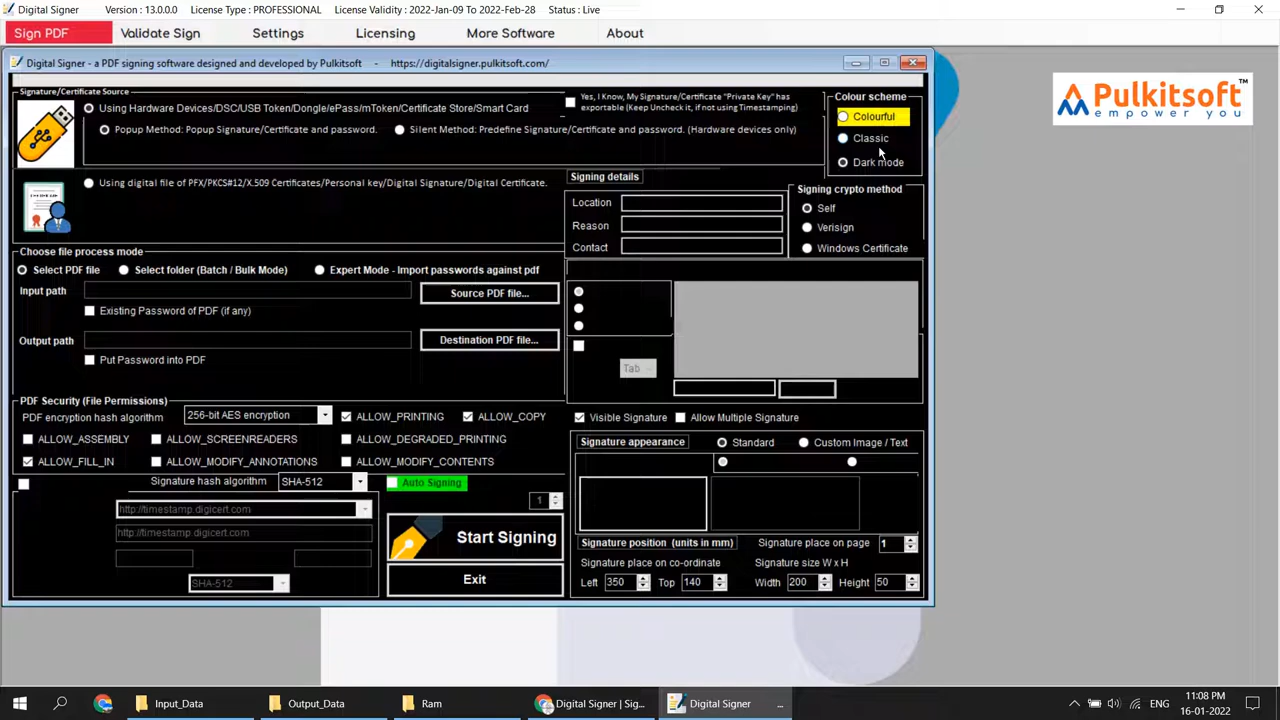 Digital Signer - Version : 13.0.0.0 License Type : PROFESSIONAL License Validity : 2022-Jan-09 To 2022-Feb-28 Status : Live
Sign PDF Validate Sign Settings Licensing More Software About
Digital Signer - a PDF signing software designed and developed by Pulkitsoft - https://digitalsigner.pulkitsoft.com/
Pulkitsoft™
empower you
Signature/Certificate Source
Using Hardware Devices/DSC/USB Token/Dongle/ePass/mToken/Certificate Store/Smart Card
Yes, I Know, My Signature/Certificate "Private Key" has
exportable (Keep Uncheck it, if not using Timestamping)
Popup Method: Popup Signature/Certificate and password.
Silent Method: Predefine Signature/Certificate and password. (Hardware devices only)
Using digital file of PFX/PKCS#12/X.509 Certificates/Personal key/Digital Signature/Digital Certificate.
Colour scheme
Colourful
Classic
Dark mode
Signing details
Location
Reason
Contact
Signing crypto method
Self
Verisign
Windows Certificate
Choose file process mode
Select PDF file Select folder (Batch / Bulk Mode) Expert Mode - Import passwords against pdf
Input path Source PDF file...
Existing Password of PDF (if any)
Output path Destination PDF file...
Put Password into PDF
Tab
PDF Security (File Permissions)
PDF encryption hash algorithm 256-bit AES encryption ALLOW_PRINTING ALLOW_COPY
ALLOW_ASSEMBLY ALLOW_SCREENREADERS ALLOW_DEGRADED_PRINTING
ALLOW_FILL_IN ALLOW_MODIFY_ANNOTATIONS ALLOW_MODIFY_CONTENTS
Visible Signature Allow Multiple Signature
Signature appearance Standard Custom Image / Text
Signature hash algorithm SHA-512 Auto Signing
http://timestamp.digicert.com
1
http://timestamp.digicert.com
SHA-512
Start Signing
Exit
Signature position (units in mm) Signature place on page 1
Signature place on co-ordinate Signature size W x H
Left 350 Top 140 Width 200 Height 50
Input_Data Output_Data Ram Digital Signer | Sig... Digital Signer ...
ENG
11:08 PM
16-01-2022